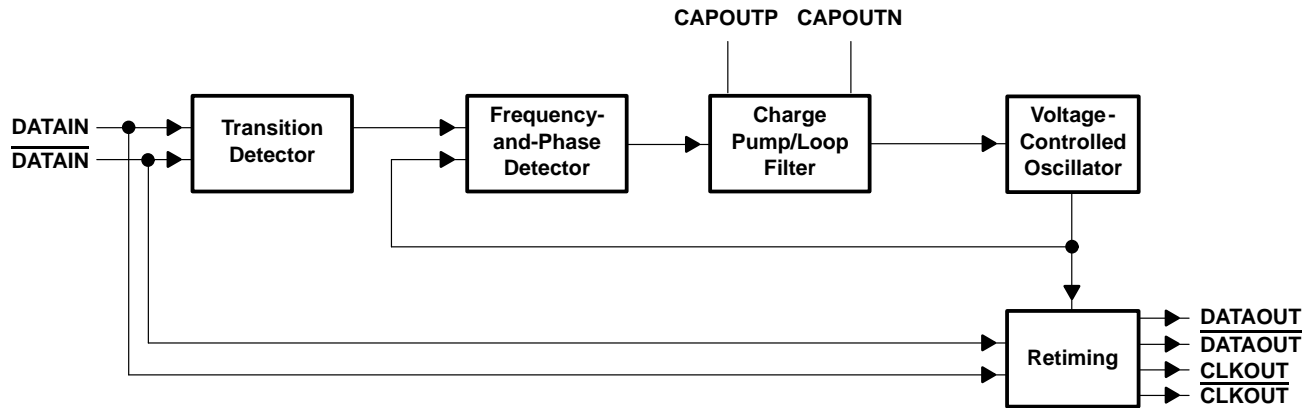 CAPOUTP CAPOUTN
DATAIN
DATAIN
Transition
Detector
Frequency-
and-Phase
Detector
Charge
Pump/Loop
Filter
Voltage-
Controlled
Oscillator
Retiming
DATAOUT
DATAOUT
CLKOUT
CLKOUT